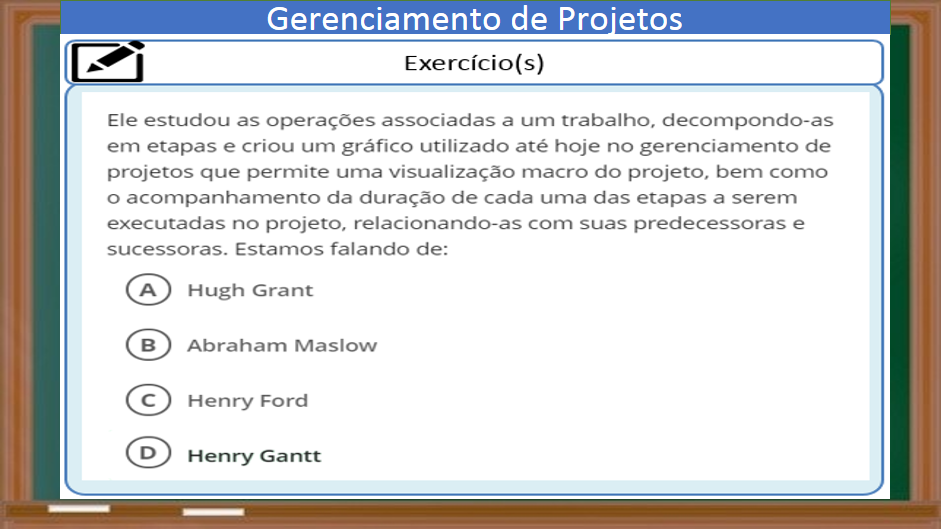 Gerenciamento de Projetos
Exercício(s)
Ele estudou as operações associadas a um trabalho, decompondo-as
em etapas e criou um gráfico utilizado até hoje no gerenciamento de
projetos que permite uma visualização macro do projeto, bem como
o acompanhamento da duração de cada uma das etapas a serem
executadas no projeto, relacionando-as com suas predecessoras e
sucessoras. Estamos falando de:
A Hugh Grant
B Abraham Maslow
C Henry Ford
D Henry Gantt